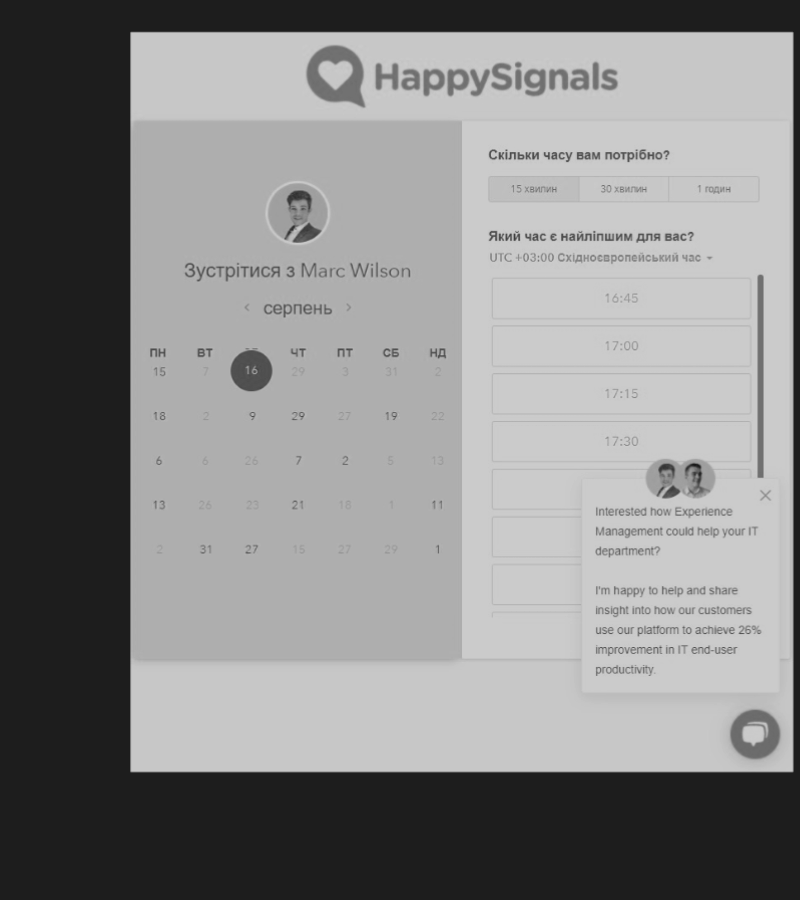 HappySignals
Зустрітися з Marc Wilson
серпень
ПН ВТ ЧТ ПТ СБ НД
15 7 16 29 3 31 2
18 2 9 29 27 19 22
6 6 26 7 2 5 13
13 26 23 21 18 1 11
2 31 27 15 27 29 1
Скільки часу вам потрібно?
15 хвилин 30 хвилин 1 годин
Який час є найліпшим для вас?
UTC +03:00 Східноєвропейський час
16:45
17:00
17:15
17:30
Interested how Experience
Management could help your IT
department?
I'm happy to help and share
insight into how our customers
use our platform to achieve 26%
improvement in IT end-user
productivity.